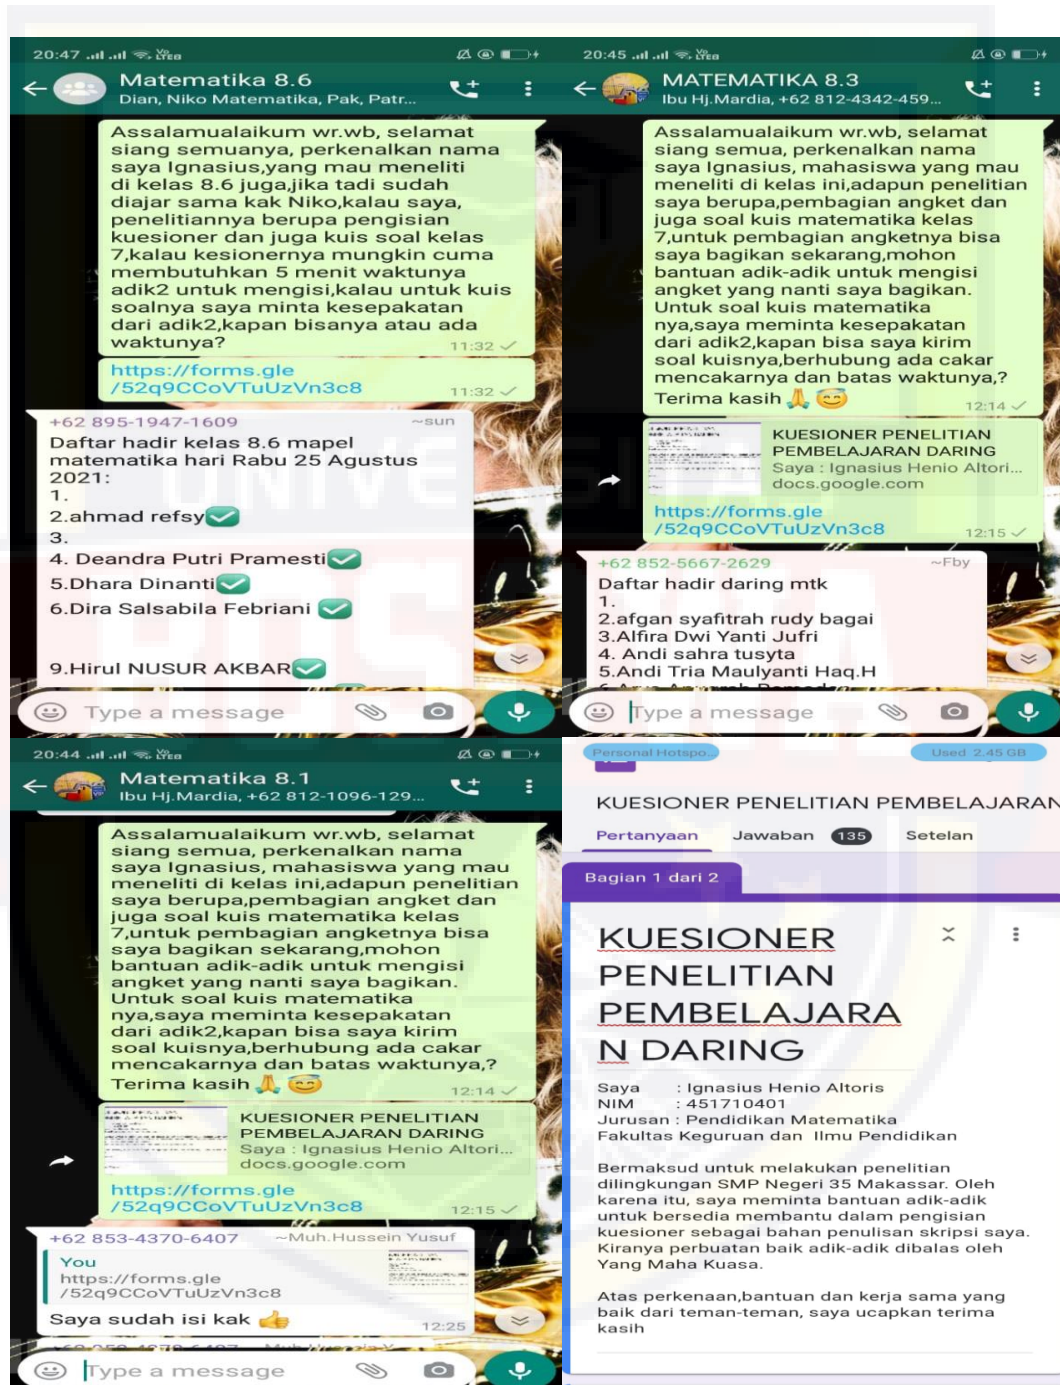 20:47
Matematika 8.6
Dian, Niko Matematika, Pak, Patr...
Assalamualaikum wr.wb, selamat
siang semuanya, perkenalkan nama
saya Ignasius,yang mau meneliti
di kelas 8.6 juga,jika tadi sudah
diajar sama kak Niko,kalau saya,
penelitiannya berupa pengisian
kuesioner dan juga kuis soal kelas
7,kalau kesionernya mungkin cuma
membutuhkan 5 menit waktunya
adik2 untuk mengisi,kalau untuk kuis
soalnya saya minta kesepakatan
dari adik2,kapan bisanya atau ada
waktunya?
11:32
https://forms.gle
/52q9CCoVTuUzVn3c8
11:32
+62 895-1947-1609 ~sun
Daftar hadir kelas 8.6 mapel
matematika hari Rabu 25 Agustus
2021:
1.
2.ahmad refsy✅
3.
4. Deandra Putri Pramesti✅
5.Dhara Dinanti✅
6.Dira Salsabila Febriani ✅
9.Hirul NUSUR AKBAR✅
Type a message
20:45
MATEMATIKA 8.3
Ibu Hj.Mardia, +62 812-4342-459...
Assalamualaikum wr.wb, selamat
siang semua, perkenalkan nama
saya Ignasius, mahasiswa yang mau
meneliti di kelas ini,adapun penelitian
saya berupa,pembagian angket dan
juga soal kuis matematika kelas
7,untuk pembagian angketnya bisa
saya bagikan sekarang,mohon
bantuan adik-adik untuk mengisi
angket yang nanti saya bagikan.
Untuk soal kuis matematika
nya,saya meminta kesepakatan
dari adik2,kapan bisa saya kirim
soal kuisnya,berhubung ada cakar
mencakarnya dan batas waktunya,?
Terima kasih 🙏 😇
12:14
KUESIONER PENELITIAN
PEMBELAJARAN DARING
Saya : Ignasius Henio Altori...
docs.google.com
https://forms.gle
/52q9CCoVTuUzVn3c8
12:15
+62 852-5667-2629 ~Fby
Daftar hadir daring mtk
1.
2.afgan syafitrah rudy bagai
3.Alfira Dwi Yanti Jufri
4. Andi sahra tusyta
5.Andi Tria Maulyanti Haq.H
Type a message
20:44
Matematika 8.1
Ibu Hj.Mardia, +62 812-1096-129...
Assalamualaikum wr.wb, selamat
siang semua, perkenalkan nama
saya Ignasius, mahasiswa yang mau
meneliti di kelas ini,adapun penelitian
saya berupa,pembagian angket dan
juga soal kuis matematika kelas
7,untuk pembagian angketnya bisa
saya bagikan sekarang,mohon
bantuan adik-adik untuk mengisi
angket yang nanti saya bagikan.
Untuk soal kuis matematika
nya,saya meminta kesepakatan
dari adik2,kapan bisa saya kirim
soal kuisnya,berhubung ada cakar
mencakarnya dan batas waktunya,?
Terima kasih 🙏 😇
12:14
KUESIONER PENELITIAN
PEMBELAJARAN DARING
Saya : Ignasius Henio Altori...
docs.google.com
https://forms.gle
/52q9CCoVTuUzVn3c8
12:15
+62 853-4370-6407 ~Muh.Hussein Yusuf
You
https://forms.gle
/52q9CCoVTuUzVn3c8
Saya sudah isi kak 👍
12:25
Type a message
Personal Hotspo... Used 2.45 GB
KUESIONER PENELITIAN PEMBELAJARAN
Pertanyaan Jawaban 135 Setelan
Bagian 1 dari 2
KUESIONER
PENELITIAN
PEMBELAJARA
N DARING
Saya : Ignasius Henio Altoris
NIM : 451710401
Jurusan : Pendidikan Matematika
Fakultas Keguruan dan Ilmu Pendidikan
Bermaksud untuk melakukan penelitian
dilingkungan SMP Negeri 35 Makassar. Oleh
karena itu, saya meminta bantuan adik-adik
untuk bersedia membantu dalam pengisian
kuesioner sebagai bahan penulisan skripsi saya.
Kiranya perbuatan baik adik-adik dibalas oleh
Yang Maha Kuasa.
Atas perkenaan,bantuan dan kerja sama yang
baik dari teman-teman, saya ucapkan terima
kasih